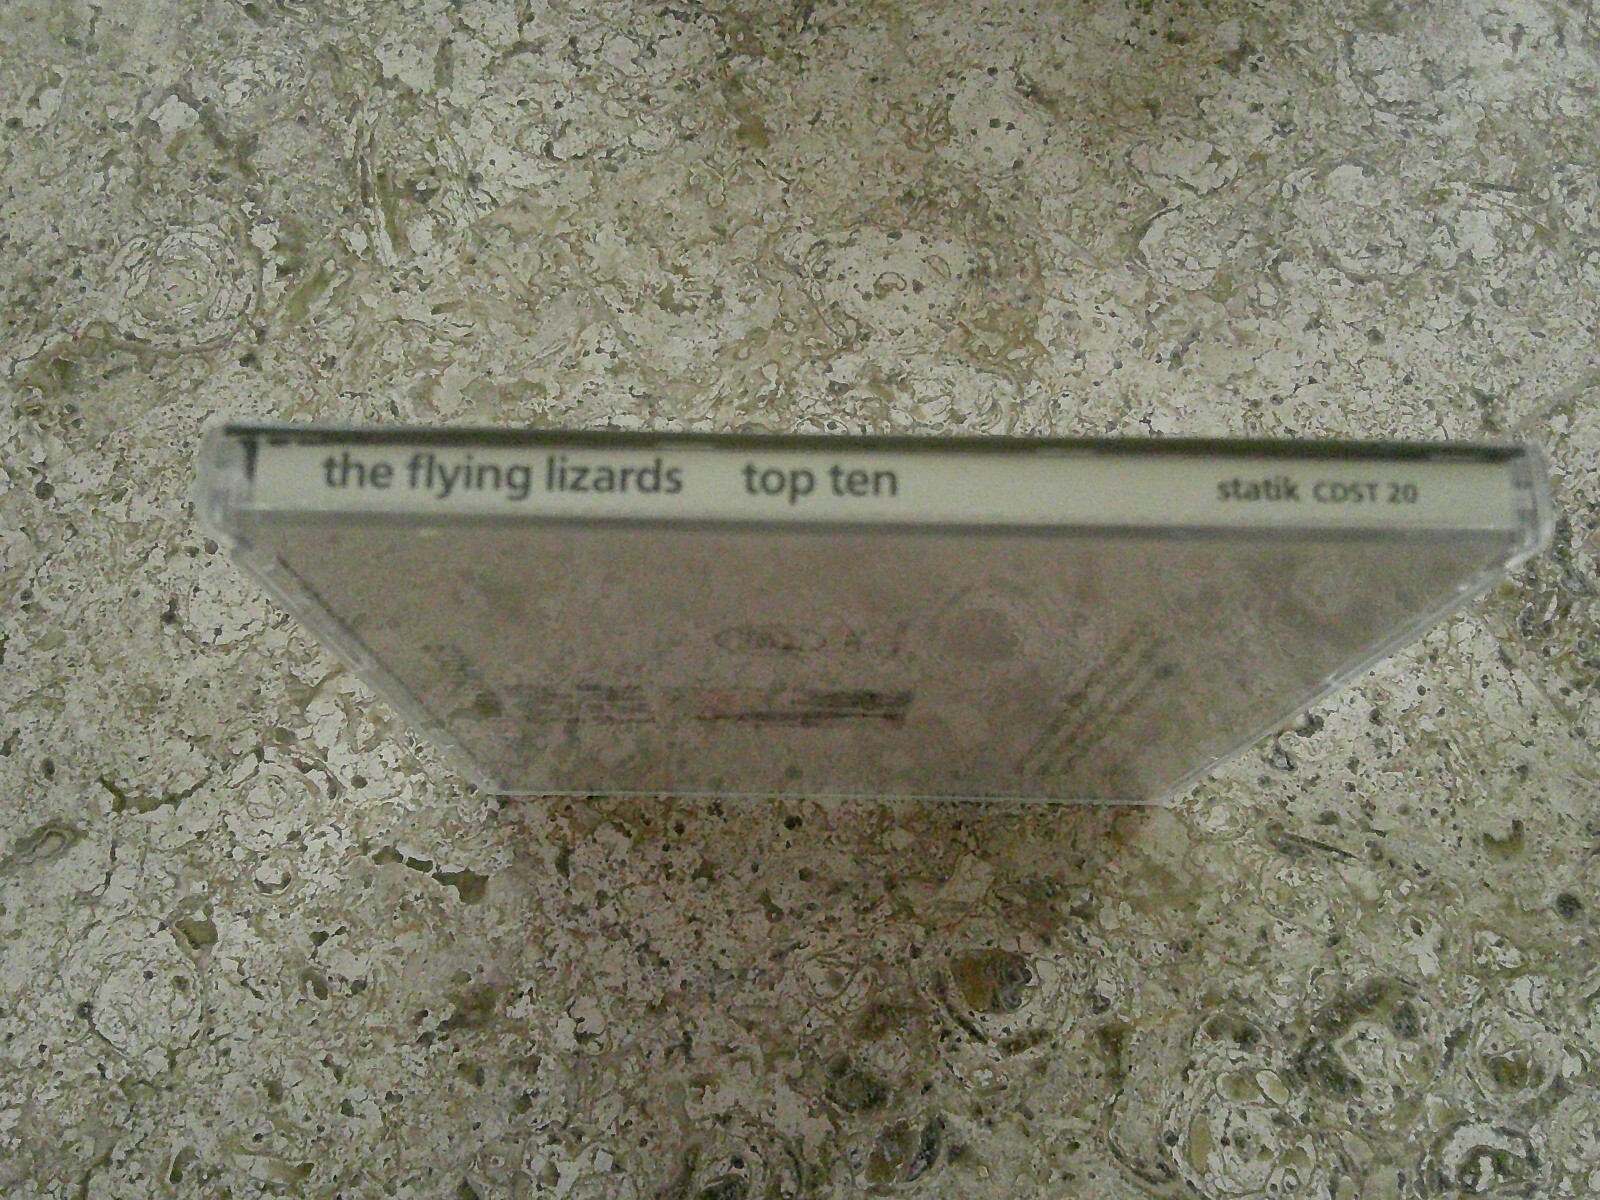 the flying lizards top ten statik CDST 20